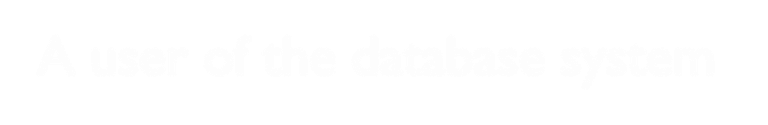 A user of the database system